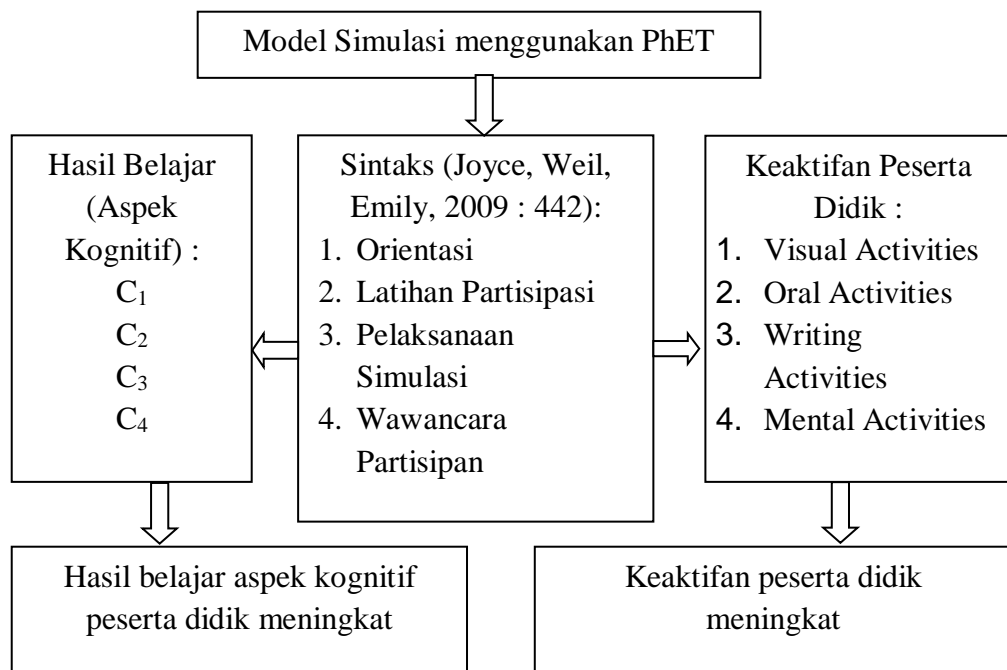 Model Simulasi menggunakan PhET
Hasil Belajar
(Aspek
Kognitif) :
C₁
C₂
C₃
C₄
Sintaks (Joyce, Weil,
Emily, 2009 : 442):
1. Orientasi
2. Latihan Partisipasi
3. Pelaksanaan
Simulasi
4. Wawancara
Partisipan
Keaktifan Peserta
Didik :
1. Visual Activities
2. Oral Activities
3. Writing
Activities
4. Mental Activities
Hasil belajar aspek kognitif
peserta didik meningkat
Keaktifan peserta didik
meningkat